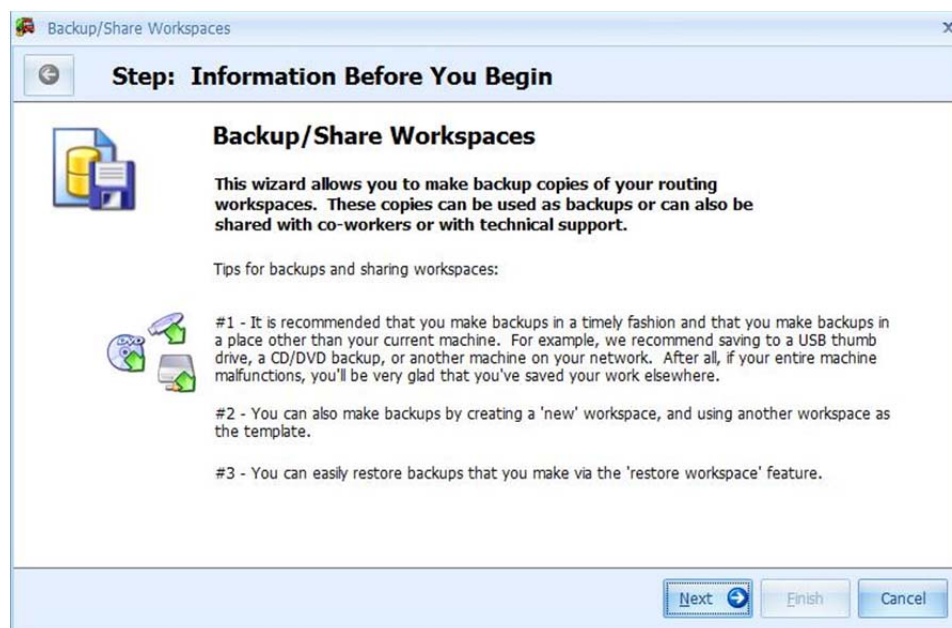 Backup/Share Workspaces
x
Step: Information Before You Begin
Backup/Share Workspaces
This wizard allows you to make backup copies of your routing
workspaces. These copies can be used as backups or can also be
shared with co-workers or with technical support.
Tips for backups and sharing workspaces:
#1 - It is recommended that you make backups in a timely fashion and that you make backups in
a place other than your current machine. For example, we recommend saving to a USB thumb
drive, a CD/DVD backup, or another machine on your network. After all, if your entire machine
malfunctions, you'll be very glad that you've saved your work elsewhere.
#2 - You can also make backups by creating a 'new' workspace, and using another workspace as
the template.
#3 - You can easily restore backups that you make via the 'restore workspace' feature.
Next Finish Cancel